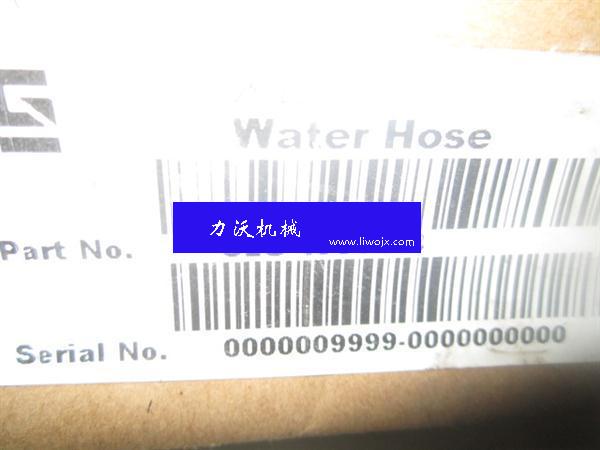 Water Hose
力沃机械
www.liwojx.com
Part No.
Serial No. 0000009999-0000000000